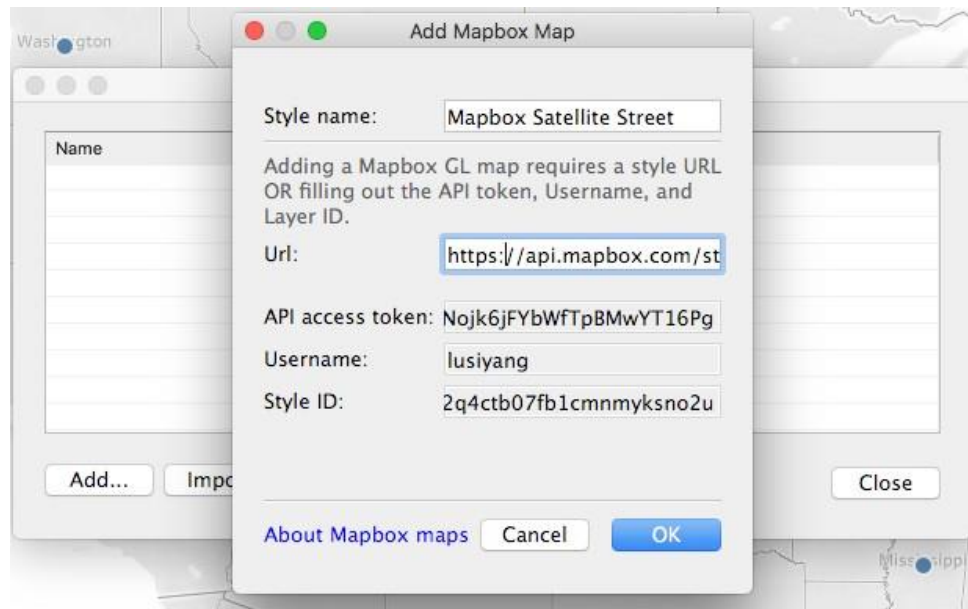 Washington
Add Mapbox Map
Style name:
Mapbox Satellite Street
Name
Adding a Mapbox GL map requires a style URL
OR filling out the API token, Username, and
Layer ID.
Url:
https://api.mapbox.com/st
API access token:
Nojk6jFYbWfTpBMwYT16Pg
Username:
lusiyang
Style ID:
2q4ctb07fb1cmnmyksno2u
Add...
Impo
Close
About Mapbox maps
Cancel
OK
Mississippi